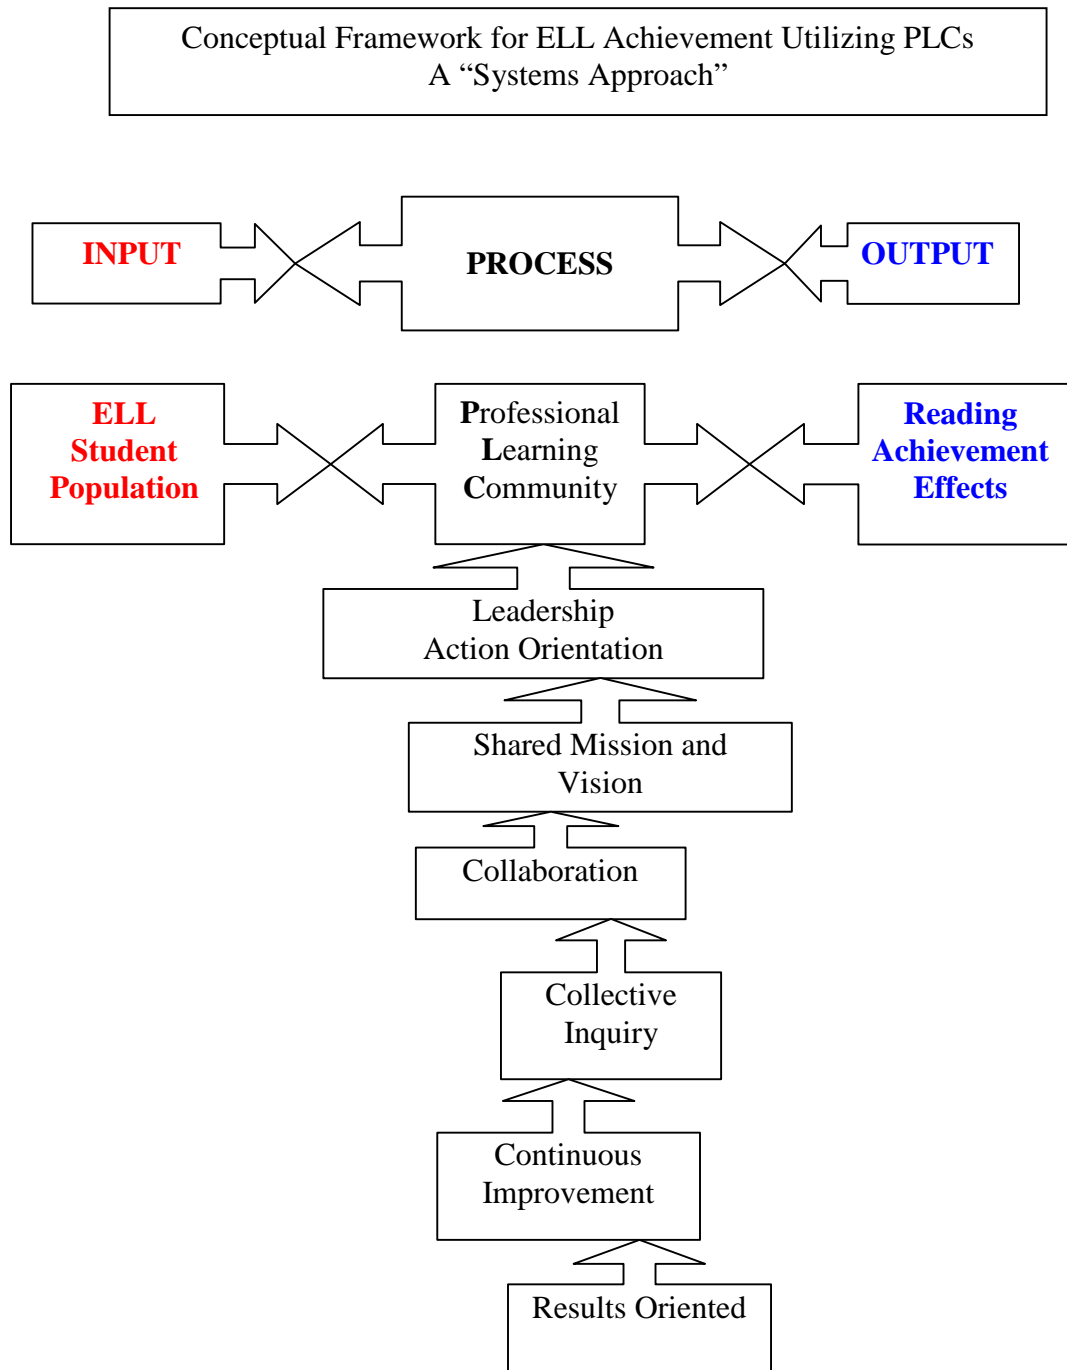 Conceptual Framework for ELL Achievement Utilizing PLCs
A “Systems Approach”
INPUT
PROCESS
OUTPUT
ELL
Student
Population
Professional
Learning
Community
Reading
Achievement
Effects
Leadership
Action Orientation
Shared Mission and
Vision
Collaboration
Collective
Inquiry
Continuous
Improvement
Results Oriented